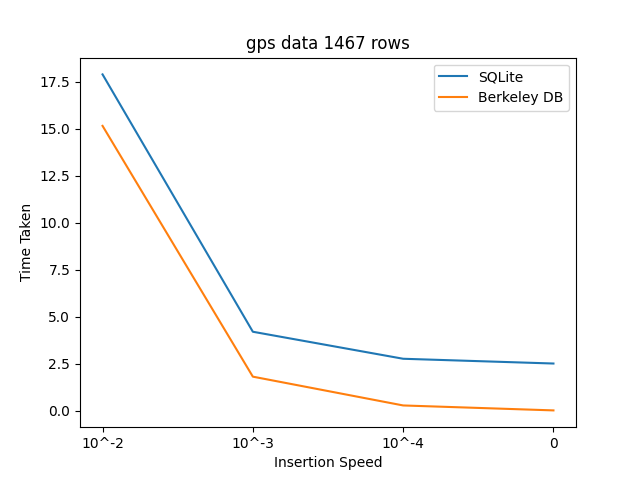 gps data 1467 rows
SQLite
Berkeley DB
Time Taken
17.5
15.0
12.5
10.0
7.5
5.0
2.5
0.0
10^-2 10^-3 10^-4 0
Insertion Speed